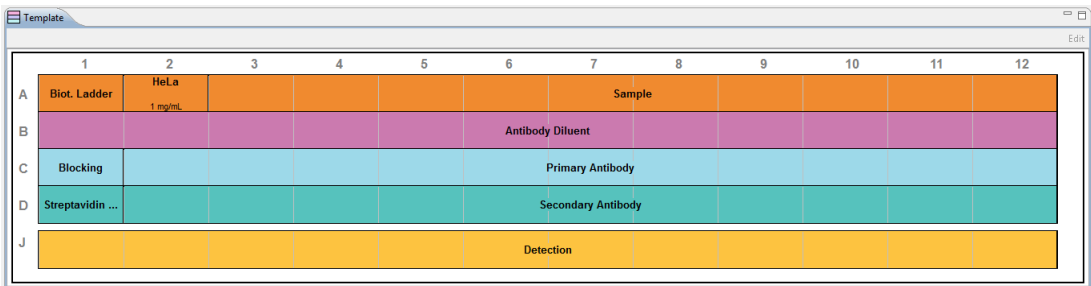 Template
Edit
1 2 3 4 5 6 7 8 9 10 11 12
A Biot. Ladder HeLa 1 mg/mL Sample
B Antibody Diluent
C Blocking Primary Antibody
D Streptavidin ... Secondary Antibody
J Detection